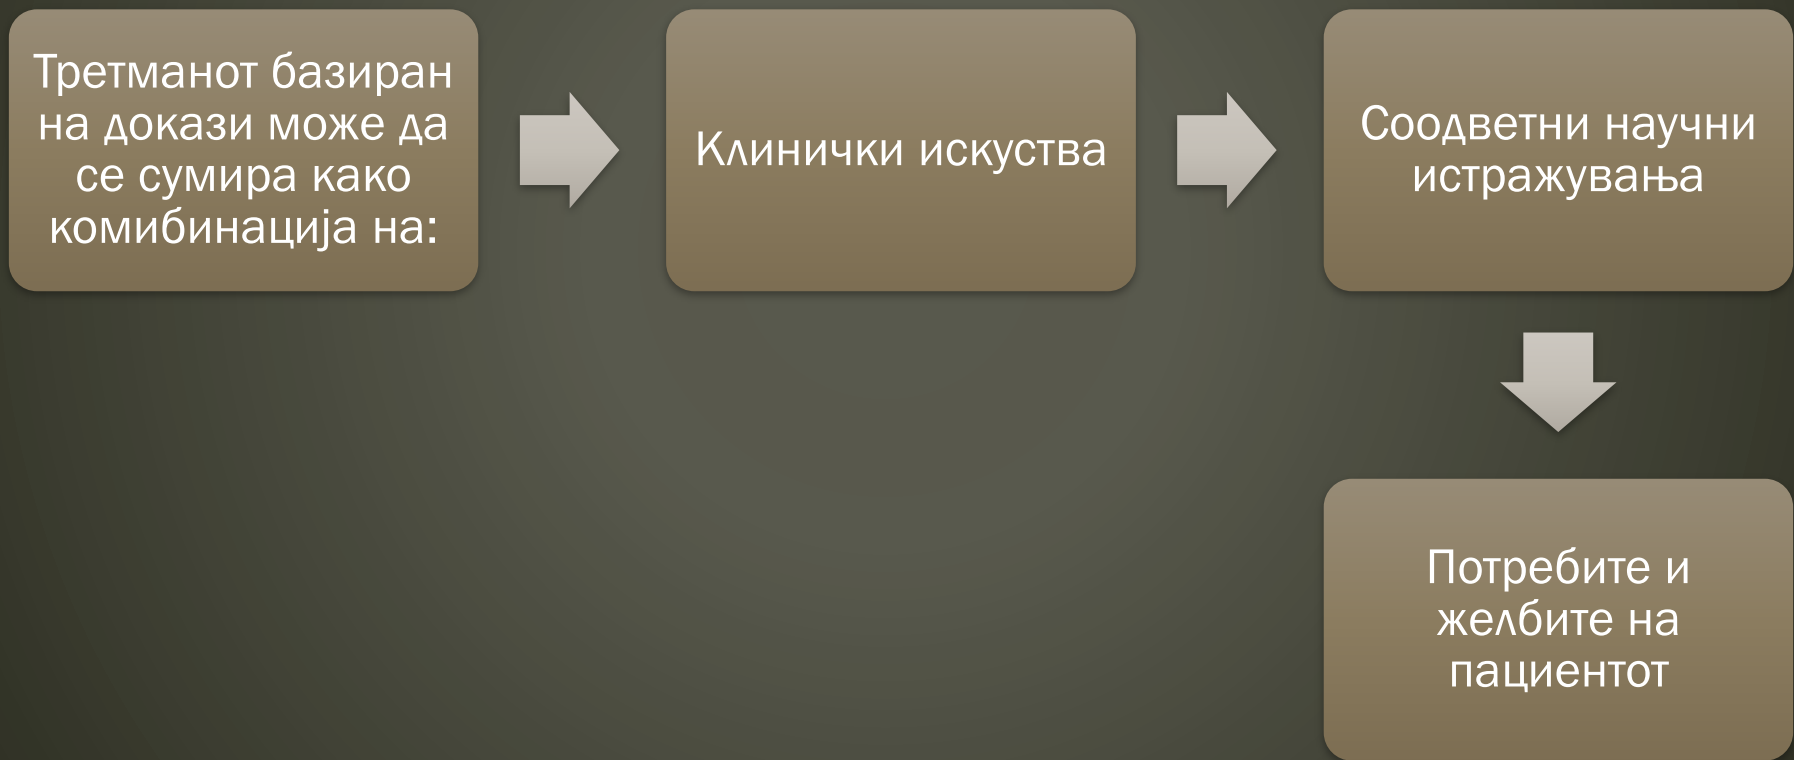 Третманот базиран
на докази може да
се сумира како
комибинација на:
Клинички искуства
Соодветни научни
истражувања
Потребите и
желбите на
пациентот